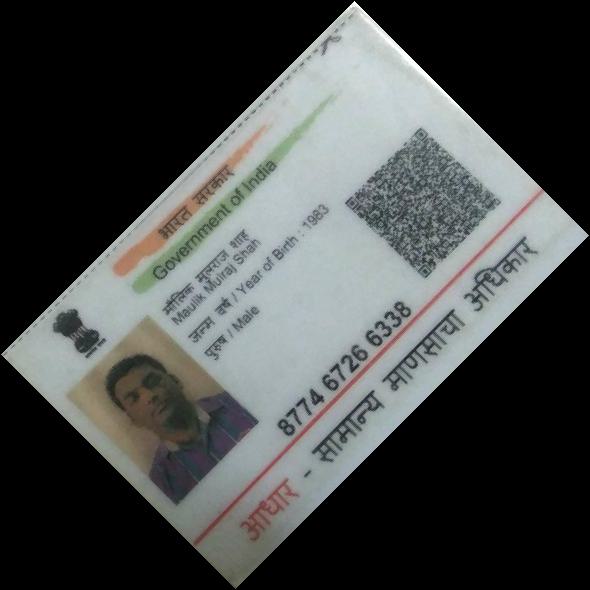 भारत सरकार
Government of India
मौलिक मुलराज शाह
Maulik Mulraj Shah
जन्म वर्ष / Year of Birth : 1983
पुरुष / Male
8774 6726 6338
आधार - सामान्य माणसाचा अधिकार